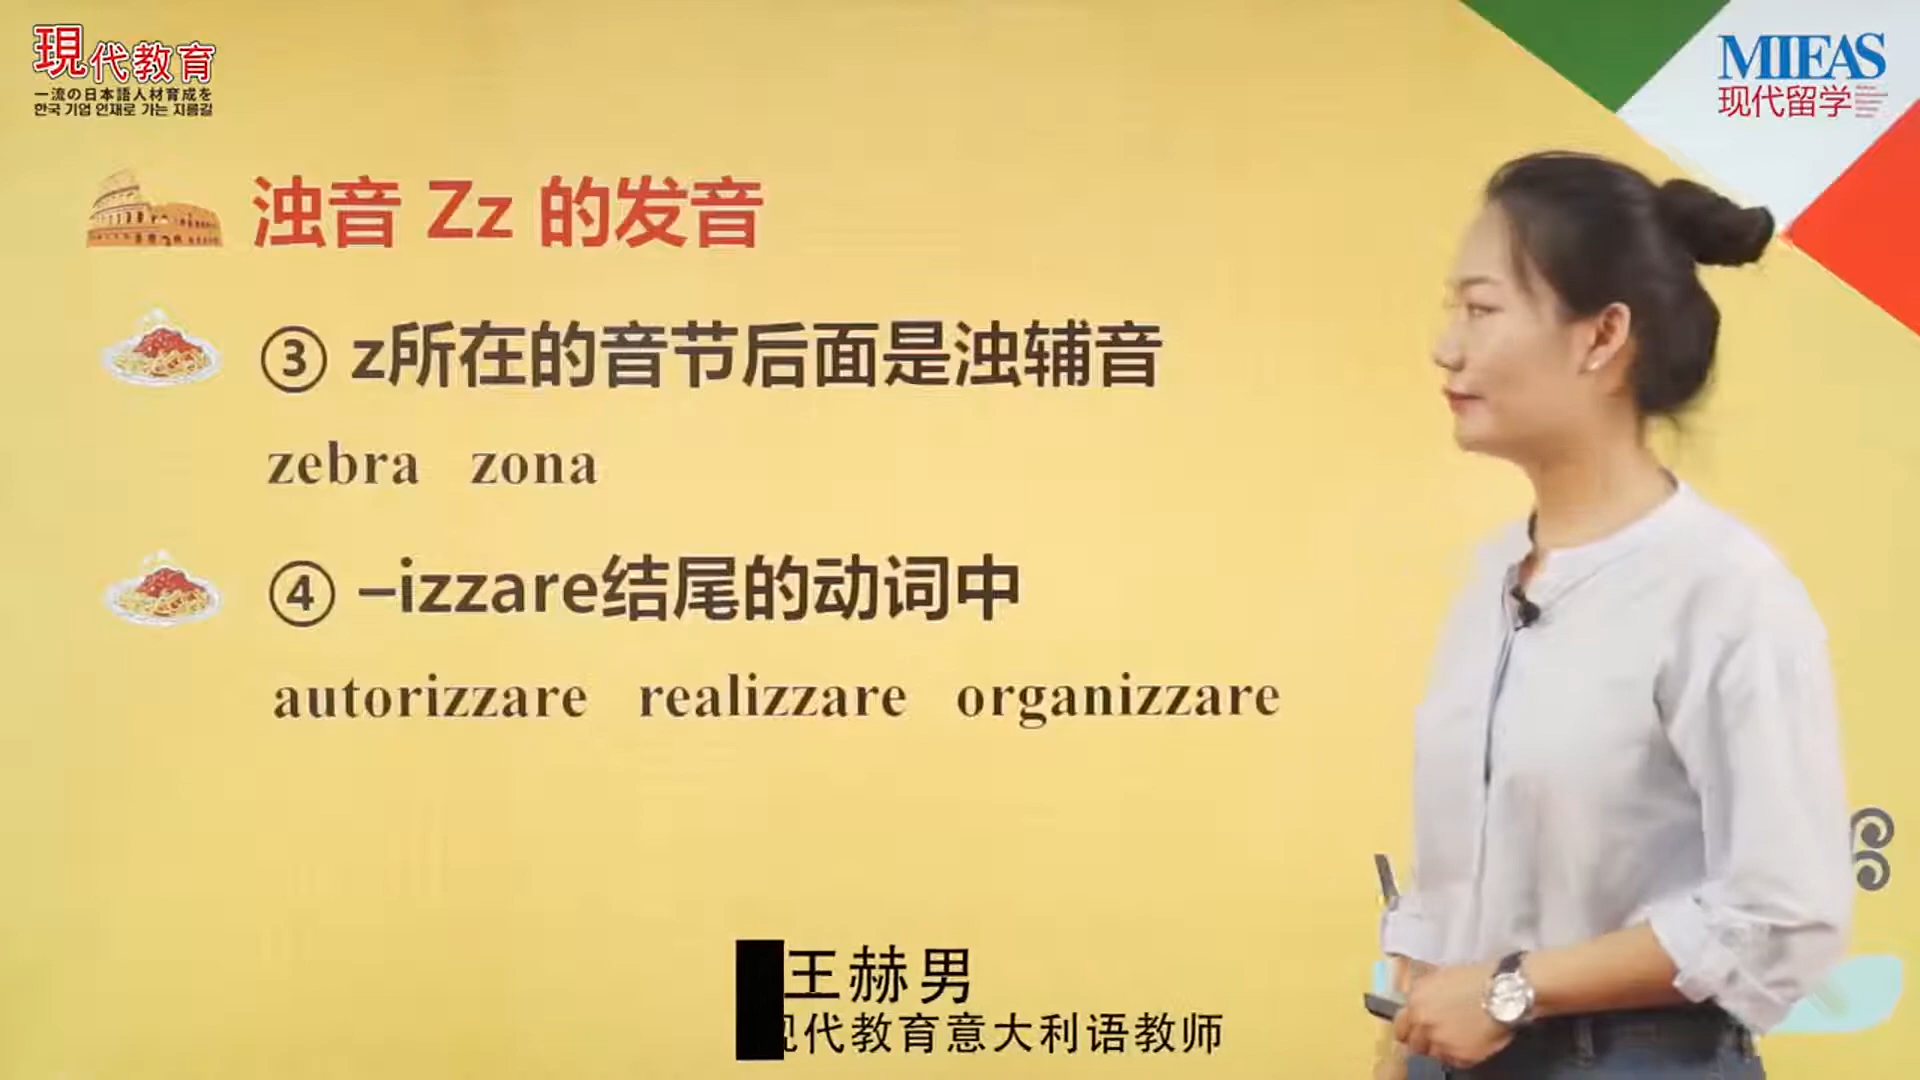 現代教育
一流の日本語人材育成を
한국 기업 인재로 가는 지름길
MIEAS
现代留学
浊音 Zz 的发音
③ z所在的音节后面是浊辅音
zebra zona
④ –izzare结尾的动词中
autorizzare realizzare organizzare
王赫男
现代教育意大利语教师